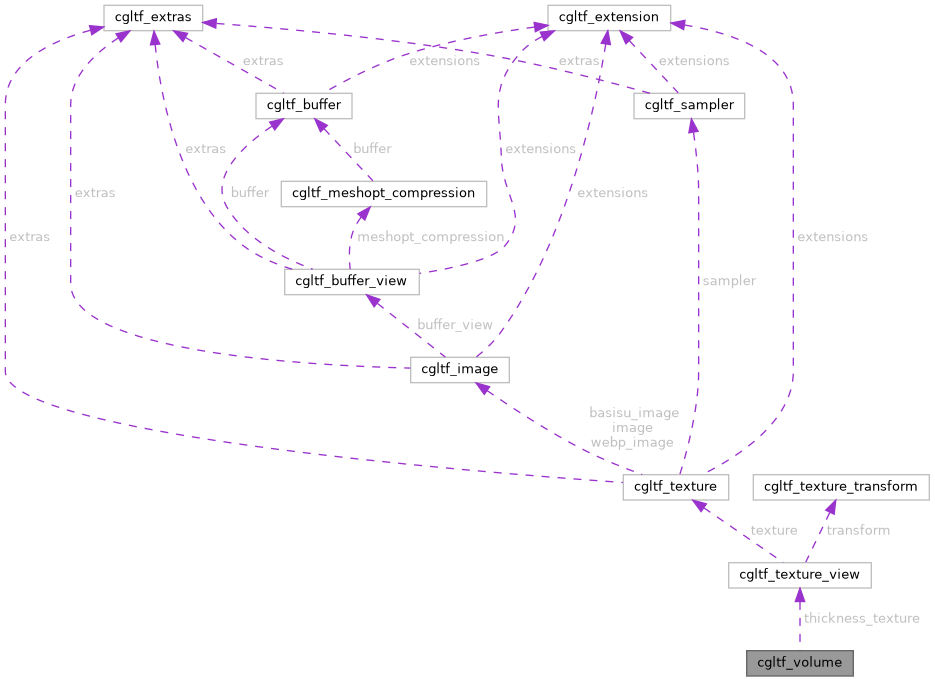 cgltf_extras
cgltf_extension
extras
extensions
extras
extensions
cgltf_buffer
cgltf_sampler
extras
buffer
extensions
extras
buffer
cgltf_meshopt_compression
extensions
extras
meshopt_compression
extensions
cgltf_buffer_view
sampler
buffer_view
cgltf_image
basisu_image
image
webp_image
cgltf_texture
cgltf_texture_transform
texture
transform
cgltf_texture_view
thickness_texture
cgltf_volume